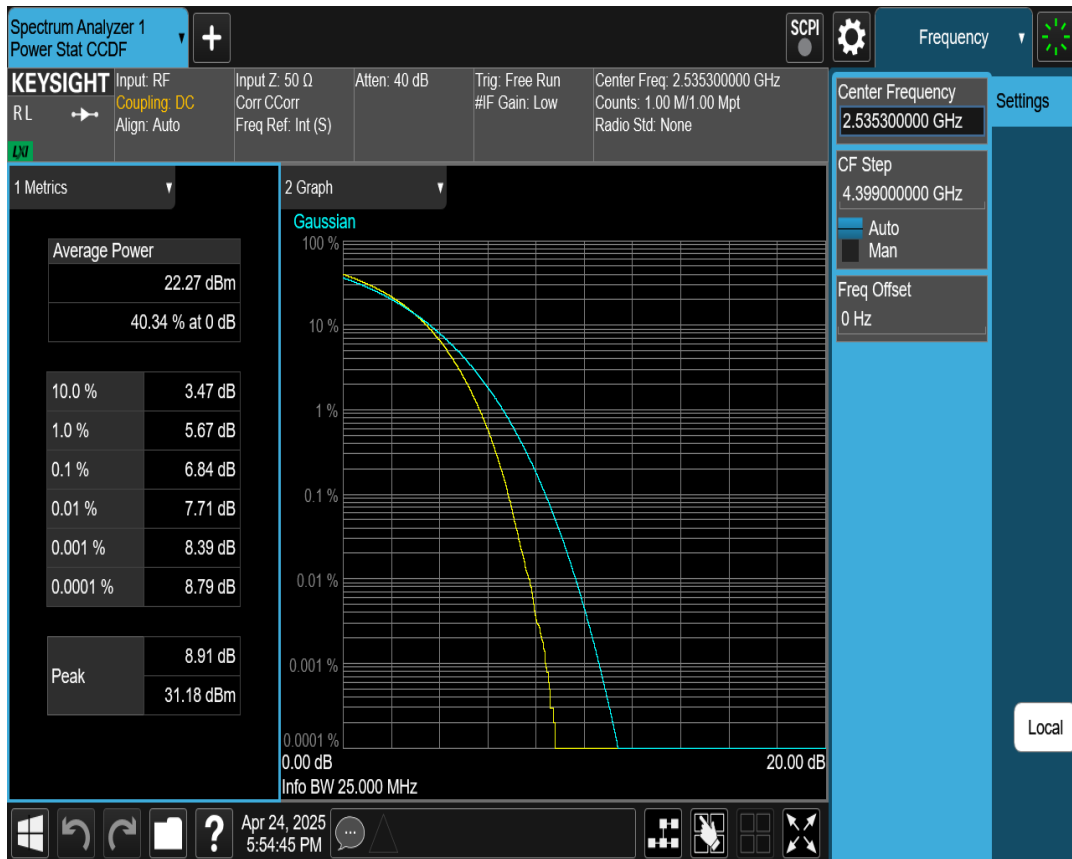 Spectrum Analyzer 1
Power Stat CCDF
SCPI
Frequency
KEYSIGHT
RL
LXI
Input: RF
Coupling: DC
Align: Auto
Input Z: 50 Ω
Corr CCorr
Freq Ref: Int (S)
Atten: 40 dB
Trig: Free Run
#IF Gain: Low
Center Freq: 2.535300000 GHz
Counts: 1.00 M/1.00 Mpt
Radio Std: None
Center Frequency
2.535300000 GHz
Settings
CF Step
4.399000000 GHz
Auto
Man
Freq Offset
0 Hz
1 Metrics
Average Power
22.27 dBm
40.34 % at 0 dB
10.0 % 3.47 dB
1.0 % 5.67 dB
0.1 % 6.84 dB
0.01 % 7.71 dB
0.001 % 8.39 dB
0.0001 % 8.79 dB
Peak
8.91 dB
31.18 dBm
2 Graph
Gaussian
100 %
10 %
1 %
0.1 %
0.01 %
0.001 %
0.0001 %
0.00 dB
20.00 dB
Info BW 25.000 MHz
Local
?
Apr 24, 2025
5:54:45 PM